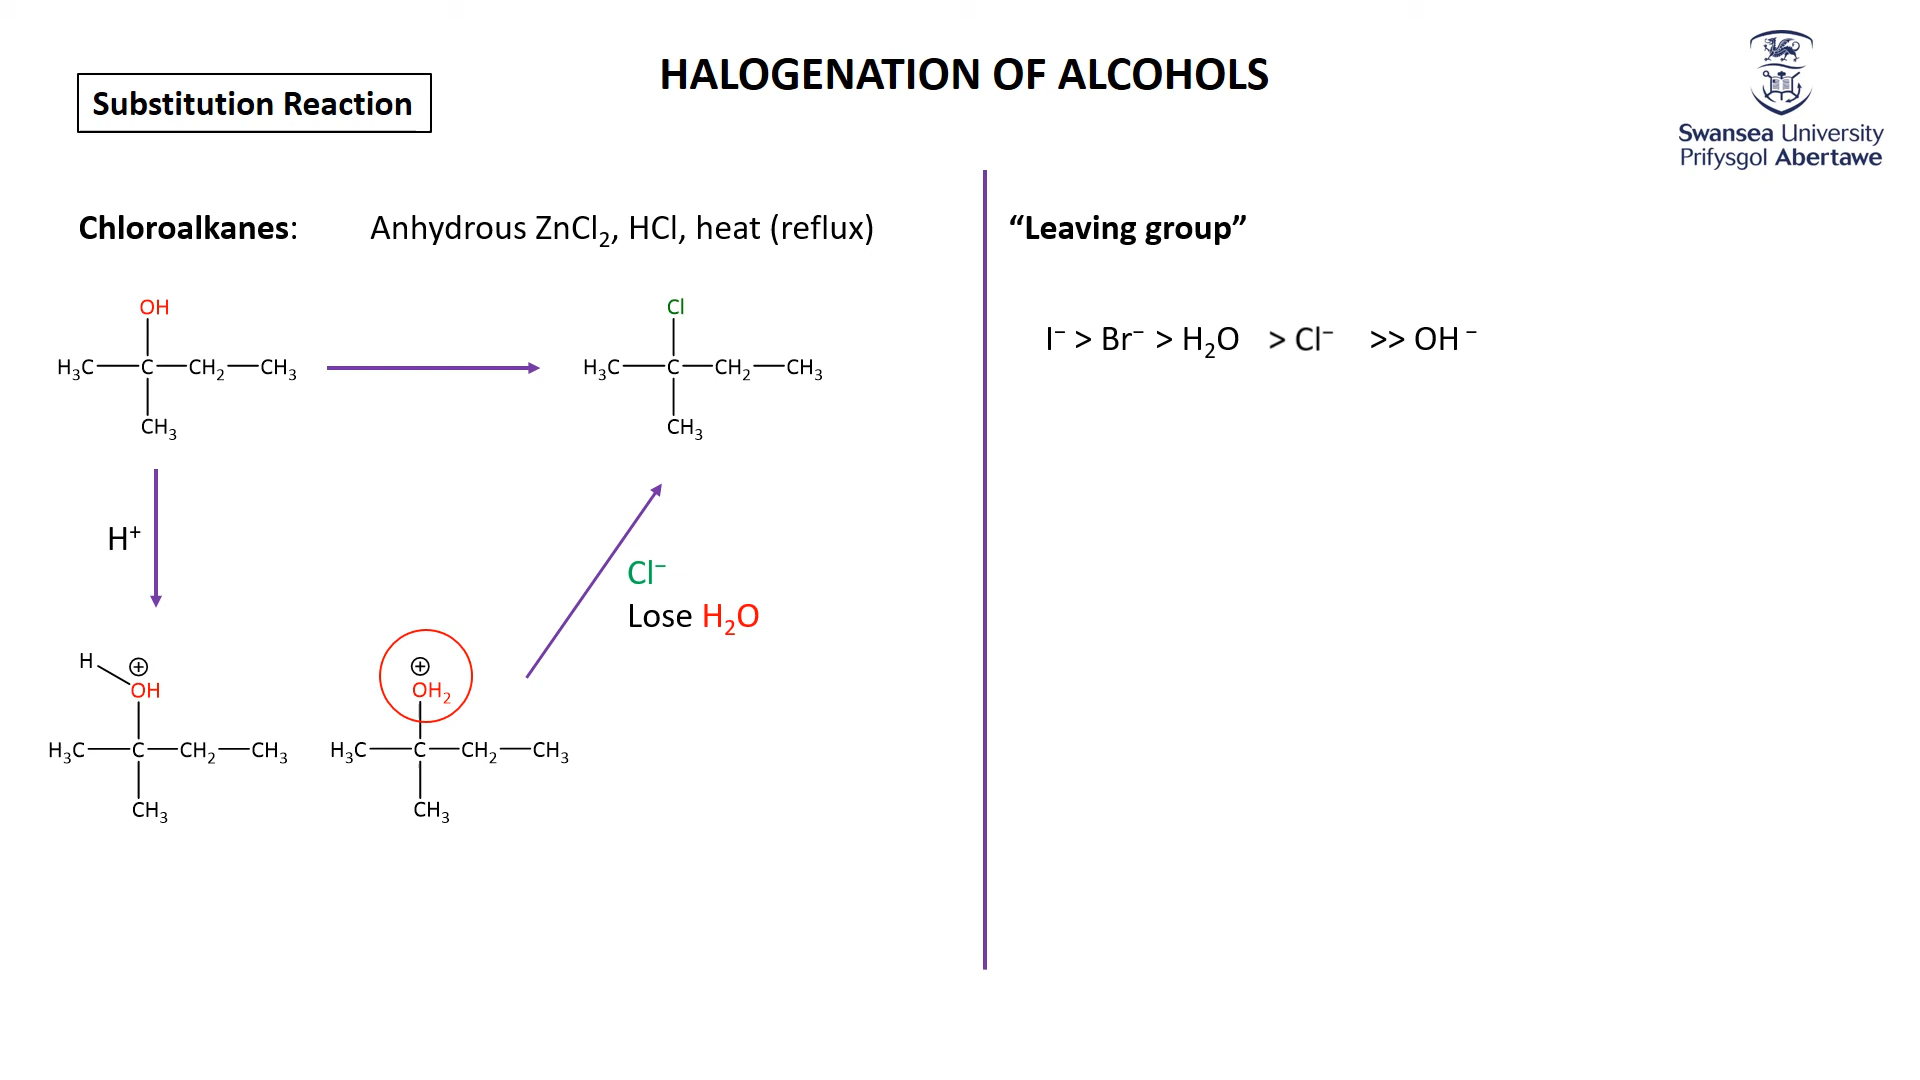 HALOGENATION OF ALCOHOLS
Substitution Reaction
Swansea University
Prifysgol Abertawe
Chloroalkanes: Anhydrous ZnCl₂, HCl, heat (reflux)
OH
H₃C—C—CH₂—CH₃
CH₃
Cl
H₃C—C—CH₂—CH₃
CH₃
H⁺
Cl⁻
Lose H₂O
H ⊕
OH
H₃C—C—CH₂—CH₃
CH₃
⊕
OH₂
H₃C—C—CH₂—CH₃
CH₃
“Leaving group”
I⁻ > Br⁻ > H₂O > Cl⁻ >> OH ⁻